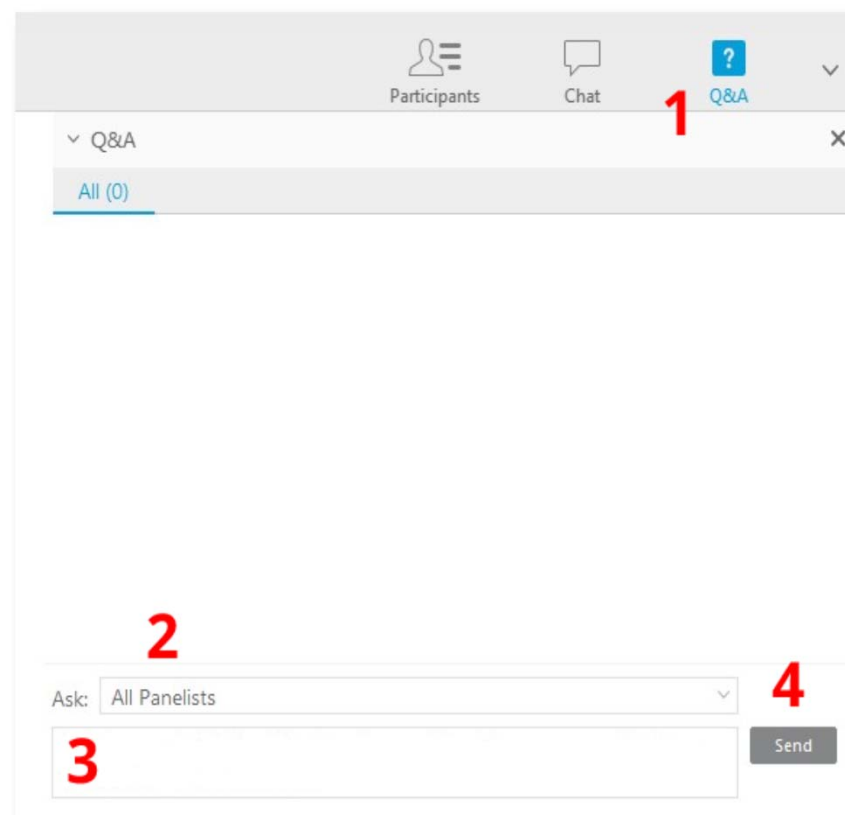 ?
Participants Chat Q&A
1
Q&A
All (0)
2
Ask: All Panelists
4
3
Send